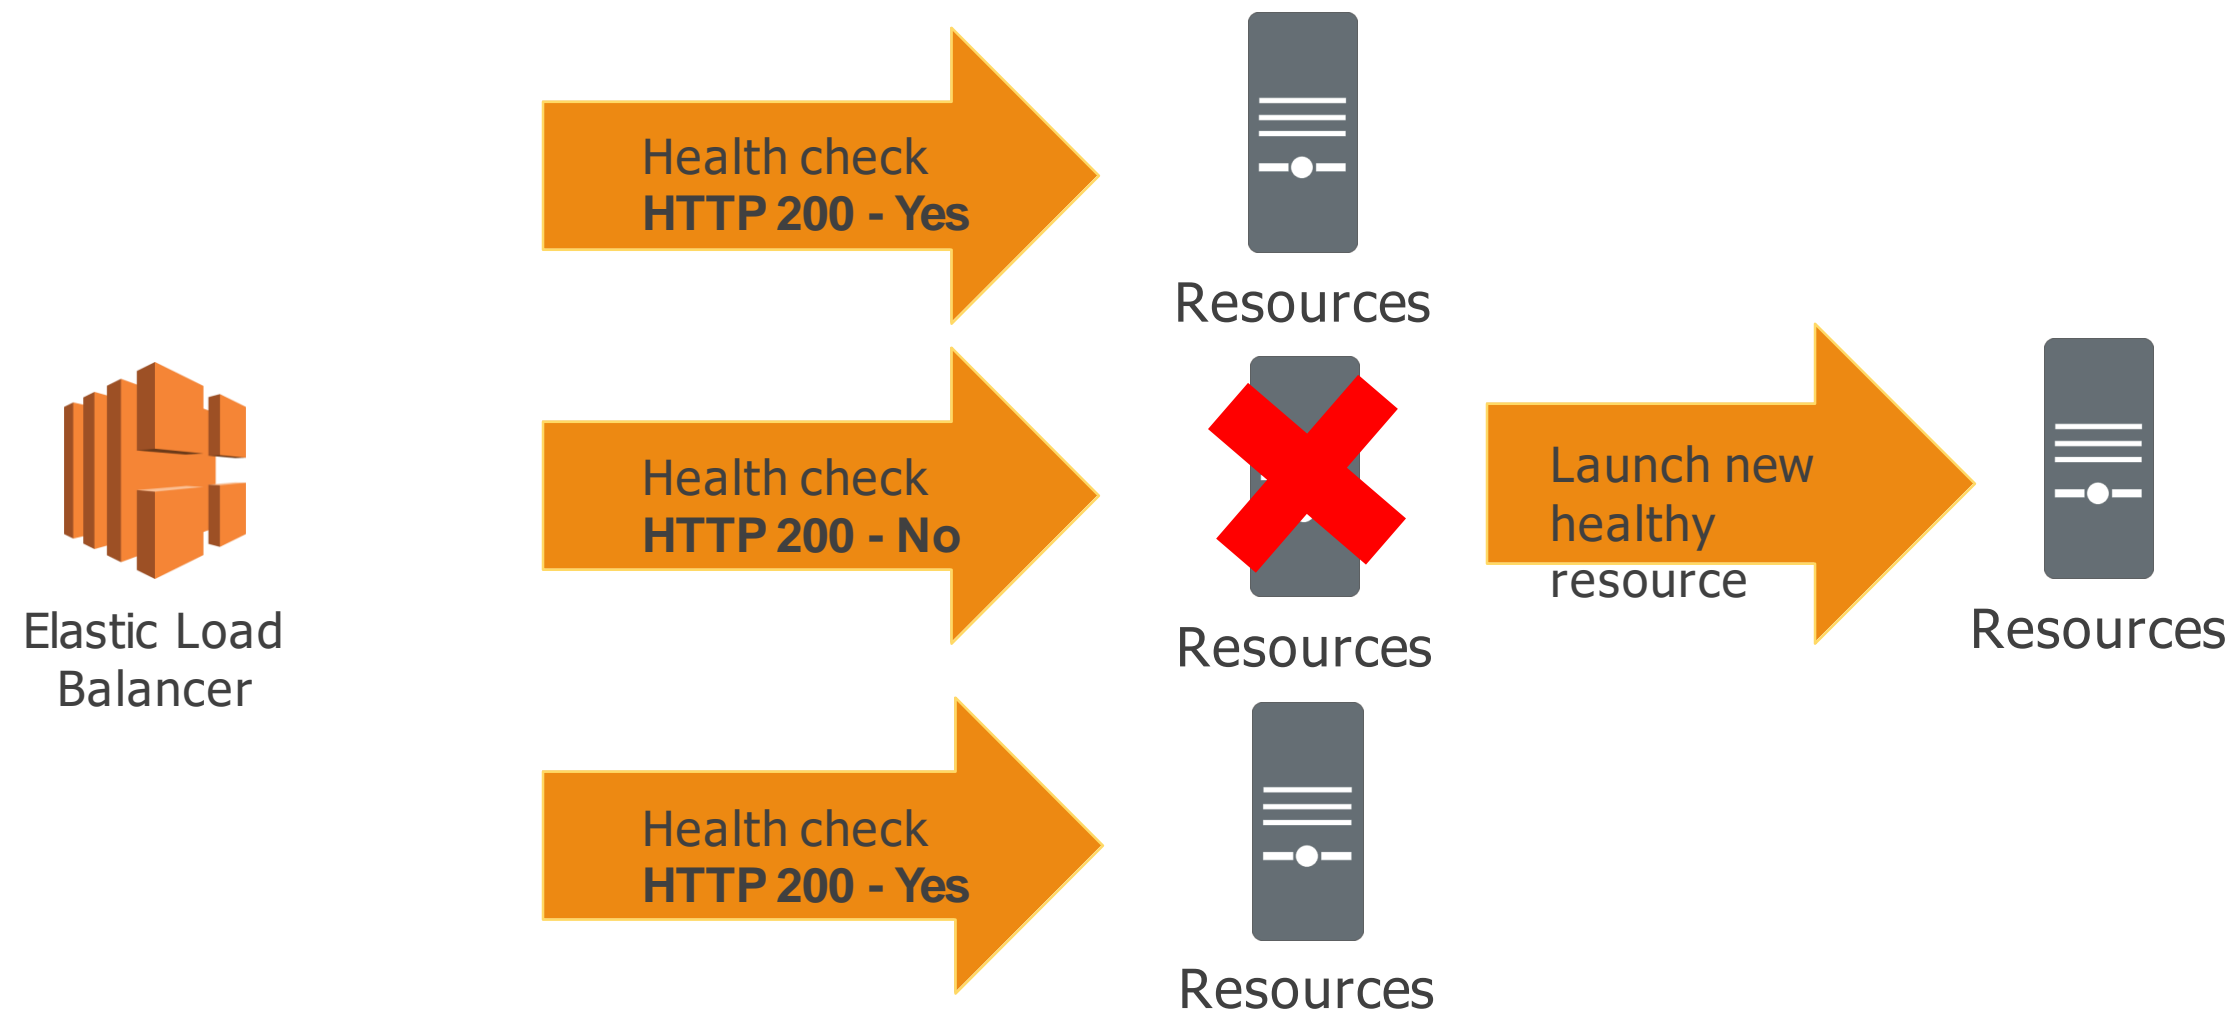 Health check
HTTP 200 - Yes
Resources
Elastic Load
Balancer
Health check
HTTP 200 - No
Resources
Launch new
healthy
resource
Resources
Health check
HTTP 200 - Yes
Resources